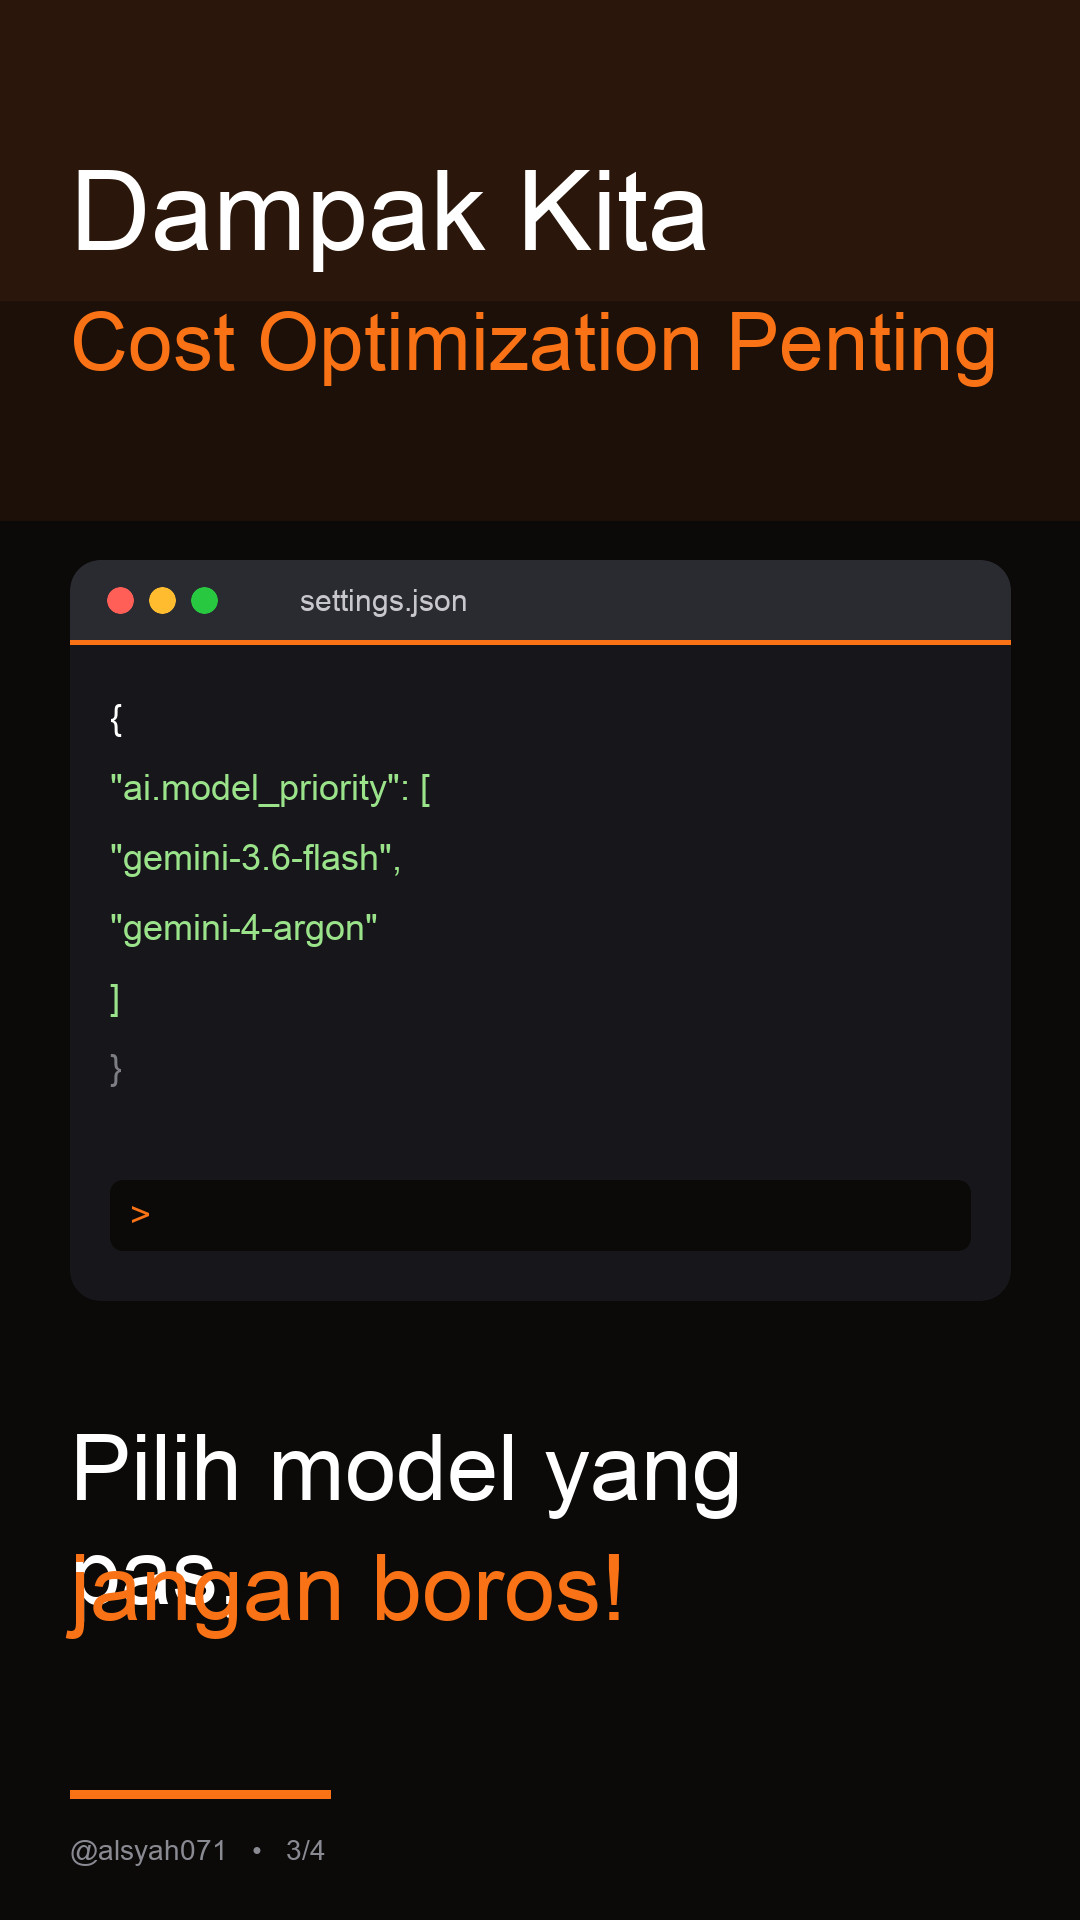 Dampak Kita
Cost Optimization Penting
settings.json
{
"ai.model_priority": [
"gemini-3.6-flash",
"gemini-4-argon"
]
}
>
Pilih model yang
pas,
jangan boros!
@alsyah071 • 3/4